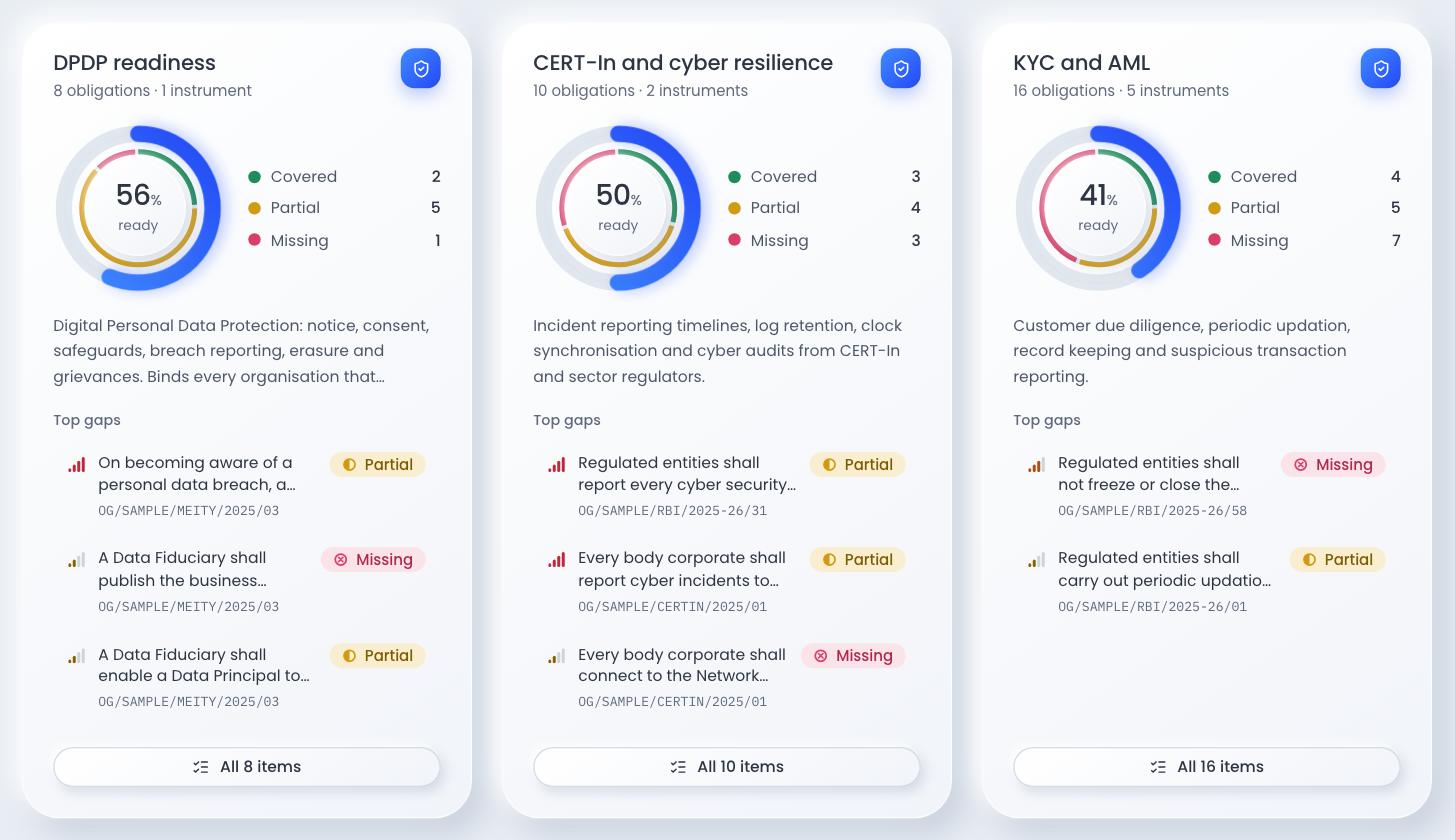 DPDP readiness
8 obligations · 1 instrument
56%
ready
Covered 2
Partial 5
Missing 1
Digital Personal Data Protection: notice, consent,
safeguards, breach reporting, erasure and
grievances. Binds every organisation that…
Top gaps
On becoming aware of a
personal data breach, a…
Partial
OG/SAMPLE/MEITY/2025/03
A Data Fiduciary shall
publish the business…
Missing
OG/SAMPLE/MEITY/2025/03
A Data Fiduciary shall
enable a Data Principal to…
Partial
OG/SAMPLE/MEITY/2025/03
All 8 items
CERT-In and cyber resilience
10 obligations · 2 instruments
50%
ready
Covered 3
Partial 4
Missing 3
Incident reporting timelines, log retention, clock
synchronisation and cyber audits from CERT-In
and sector regulators.
Top gaps
Regulated entities shall
report every cyber security…
Partial
OG/SAMPLE/RBI/2025-26/31
Every body corporate shall
report cyber incidents to…
Partial
OG/SAMPLE/CERTIN/2025/01
Every body corporate shall
connect to the Network…
Missing
OG/SAMPLE/CERTIN/2025/01
All 10 items
KYC and AML
16 obligations · 5 instruments
41%
ready
Covered 4
Partial 5
Missing 7
Customer due diligence, periodic updation,
record keeping and suspicious transaction
reporting.
Top gaps
Regulated entities shall
not freeze or close the…
Missing
OG/SAMPLE/RBI/2025-26/58
Regulated entities shall
carry out periodic updatio…
Partial
OG/SAMPLE/RBI/2025-26/01
All 16 items